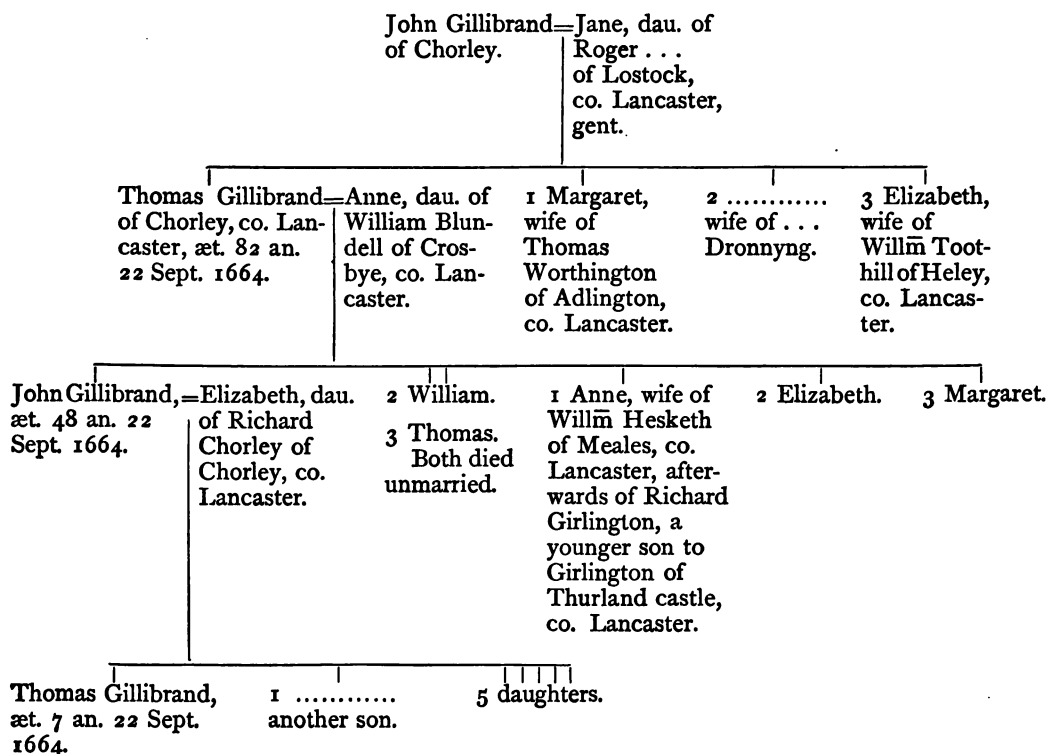 John Gillibrand=Jane, dau. of
of Chorley.
Roger . . .
of Lostock,
co. Lancaster,
gent.
Thomas Gillibrand=
of Chorley, co. Lan-
caster, æt. 82 an.
22 Sept. 1664.
Anne, dau. of
William Blun-
dell of Cros-
bye, co. Lan-
caster.
1 Margaret,
wife of
Thomas
Worthington
of Adlington,
co. Lancaster.
2 ............
wife of . . .
Dronnyng.
3 Elizabeth,
wife of
Willm̄ Toot-
hill of Heley,
co. Lancas-
ter.
John Gillibrand,=
æt. 48 an. 22
Sept. 1664.
Elizabeth, dau.
of Richard
Chorley of
Chorley, co.
Lancaster.
2 William.
3 Thomas.
Both died
unmarried.
1 Anne, wife of
Willm̄ Hesketh
of Meales, co.
Lancaster, after-
wards of Richard
Girlington, a
younger son to
Girlington of
Thurland castle,
co. Lancaster.
2 Elizabeth.
3 Margaret.
Thomas Gillibrand,
æt. 7 an. 22 Sept.
1664.
1 ............
another son.
5 daughters.